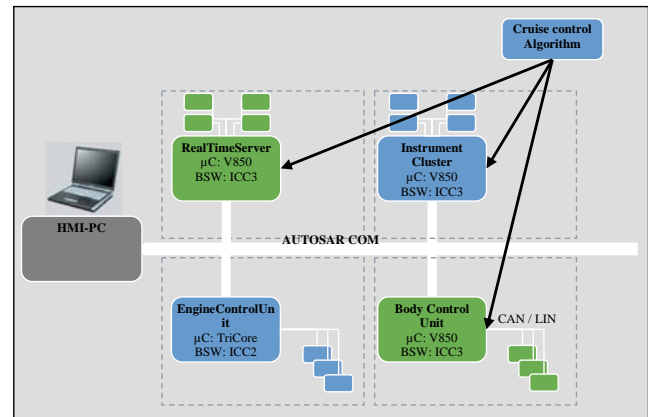 Cruise control
Algorithm
RealTimeServer
µC: V850
BSW: ICC3
Instrument
Cluster
µC: V850
BSW: ICC3
HMI-PC
AUTOSAR COM
EngineControlUn
it
µC: TriCore
BSW: ICC2
Body Control
Unit
µC: V850
BSW: ICC3
CAN / LIN